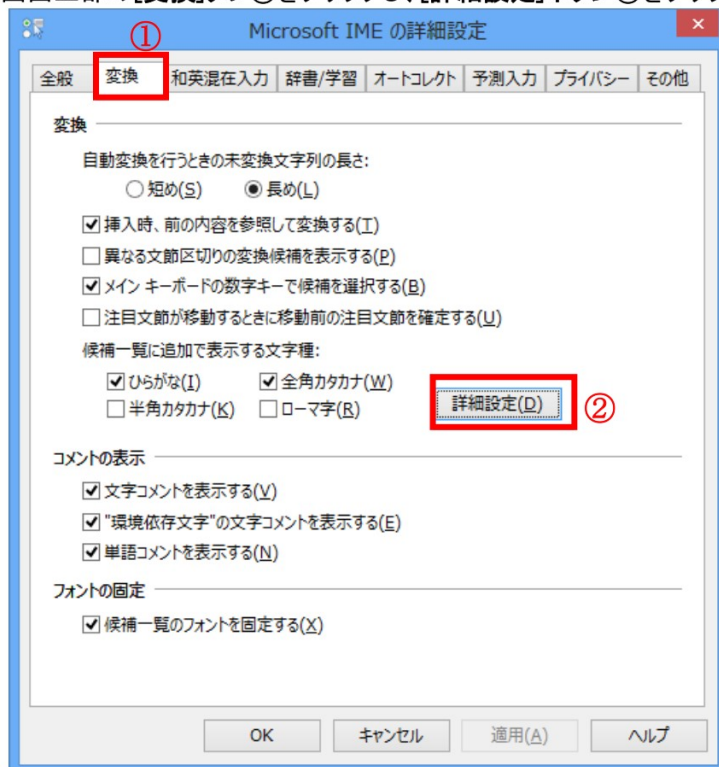 ①
Microsoft IME の詳細設定
全般 変換 和英混在入力 辞書/学習 オートコレクト 予測入力 プライバシー その他
変換
自動変換を行うときの未変換文字列の長さ:
短め(S) 長め(L)
挿入時、前の内容を参照して変換する(T)
異なる文節区切りの変換候補を表示する(P)
メイン キーボードの数字キーで候補を選択する(B)
注目文節が移動するときに移動前の注目文節を確定する(U)
候補一覧に追加で表示する文字種:
ひらがな(I) 全角カタカナ(W)
半角カタカナ(K) ローマ字(R) 詳細設定(D) ②
コメントの表示
文字コメントを表示する(V)
"環境依存文字"の文字コメントを表示する(E)
単語コメントを表示する(N)
フォントの固定
候補一覧のフォントを固定する(X)
OK キャンセル 適用(A) ヘルプ